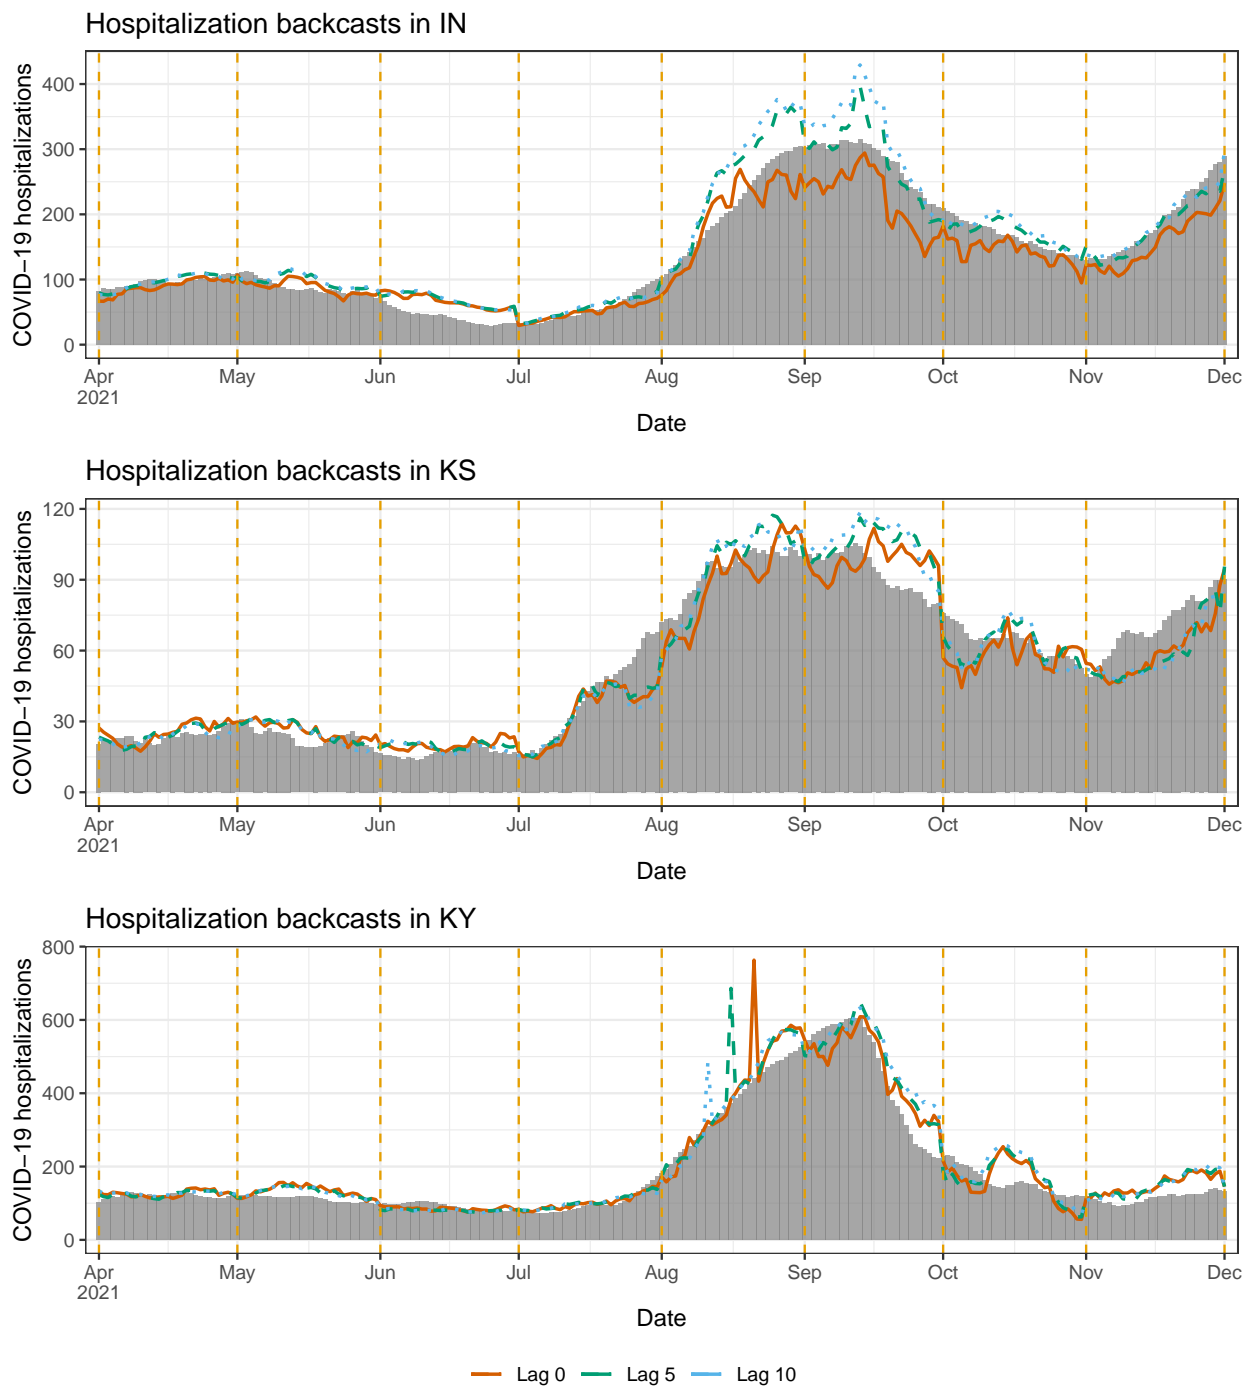 Hospitalization backcasts in IN
COVID−19 hospitalizations
400
300
200
100
0
Apr May Jun Jul Aug Sep Oct Nov Dec
2021
Date
Hospitalization backcasts in KS
COVID−19 hospitalizations
120
90
60
30
0
Apr May Jun Jul Aug Sep Oct Nov Dec
2021
Date
Hospitalization backcasts in KY
COVID−19 hospitalizations
800
600
400
200
0
Apr May Jun Jul Aug Sep Oct Nov Dec
2021
Date
Lag 0 Lag 5 Lag 10